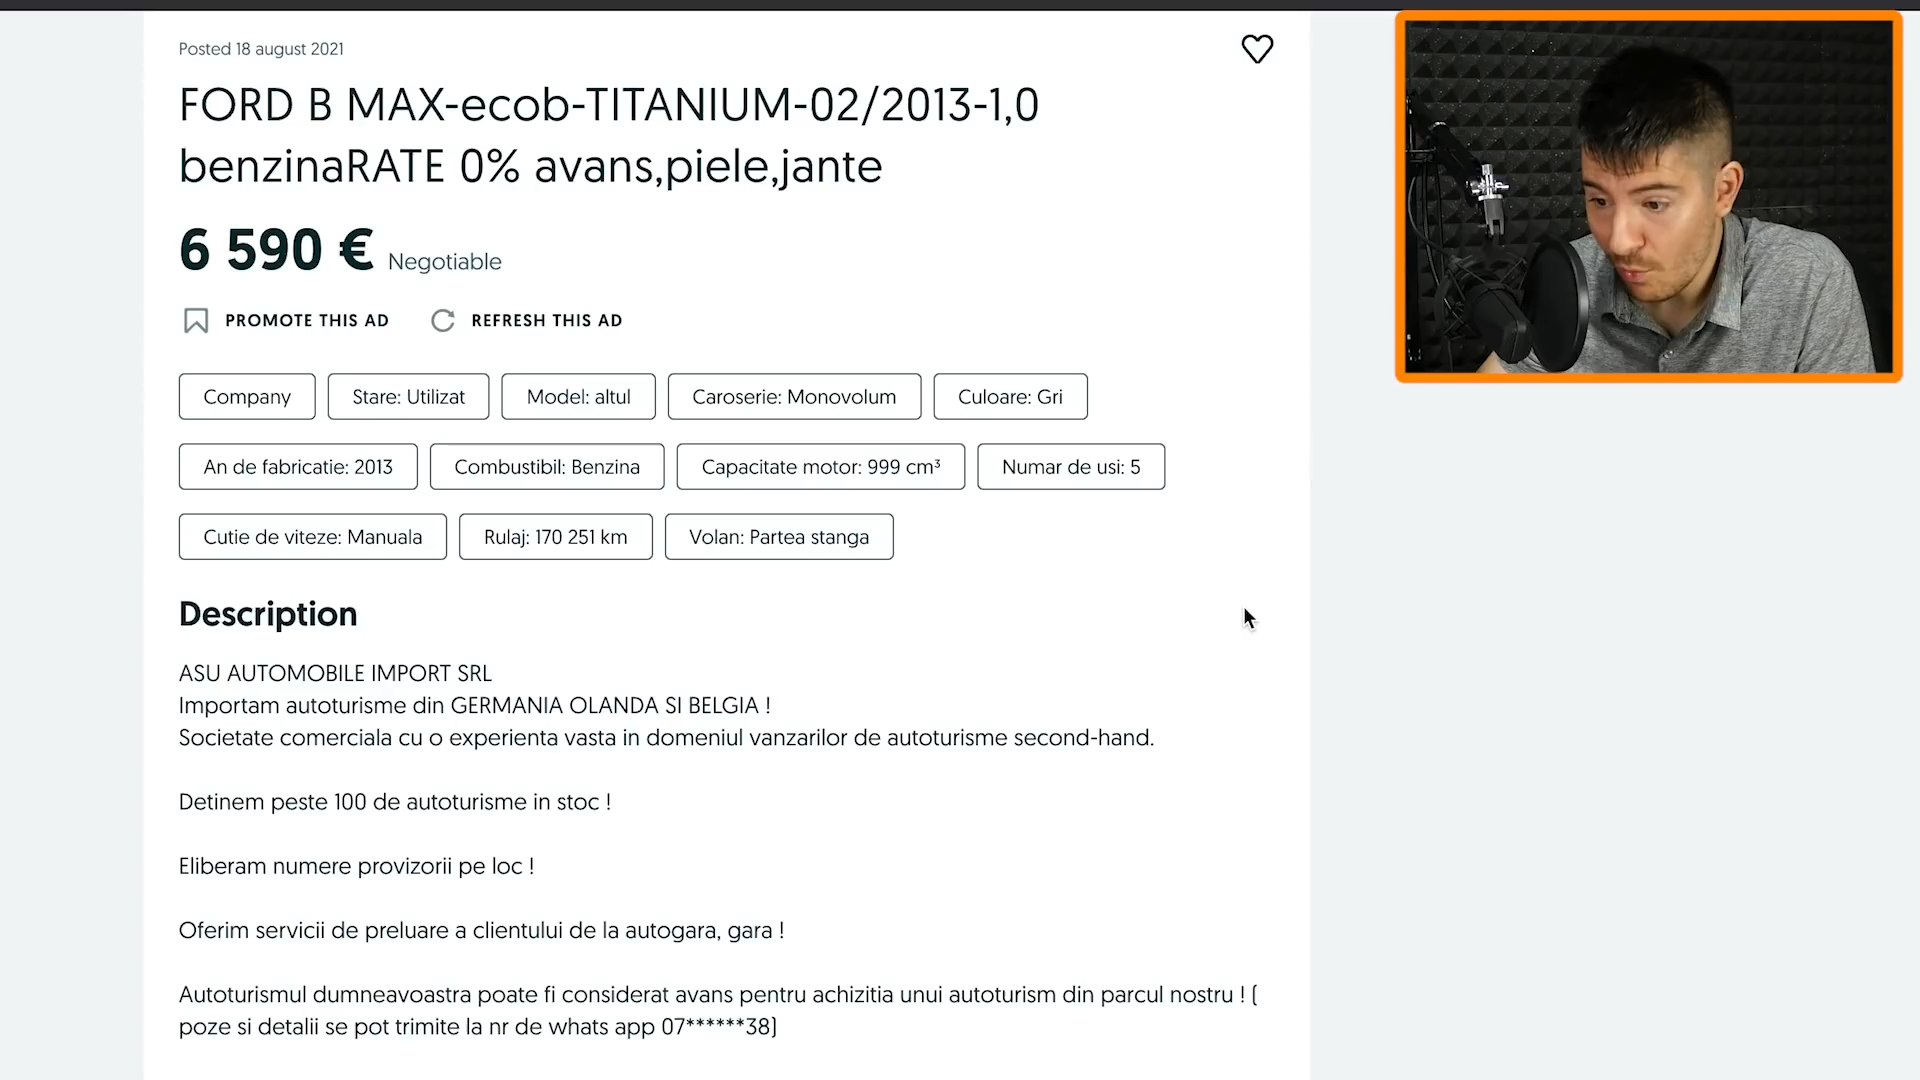 Posted 18 august 2021
FORD B MAX-ecob-TITANIUM-02/2013-1,0
benzinaRATE 0% avans,piele,jante
6 590 € Negotiable
PROMOTE THIS AD REFRESH THIS AD
Company Stare: Utilizat Model: altul Caroserie: Monovolum Culoare: Gri
An de fabricatie: 2013 Combustibil: Benzina Capacitate motor: 999 cm³ Numar de usi: 5
Cutie de viteze: Manuala Rulaj: 170 251 km Volan: Partea stanga
Description
ASU AUTOMOBILE IMPORT SRL
Importam autoturisme din GERMANIA OLANDA SI BELGIA !
Societate comerciala cu o experienta vasta in domeniul vanzarilor de autoturisme second-hand.
Detinem peste 100 de autoturisme in stoc !
Eliberam numere provizorii pe loc !
Oferim servicii de preluare a clientului de la autogara, gara !
Autoturismul dumneavoastra poate fi considerat avans pentru achizitia unui autoturism din parcul nostru ! (
poze si detalii se pot trimite la nr de whats app 07******38)